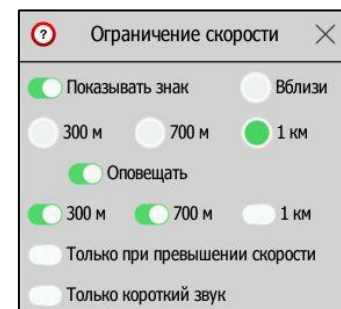 Ограничение скорости
Показывать знак Вблизи
300 м 700 м 1 км
Оповещать
300 м 700 м 1 км
Только при превышении скорости
Только короткий звук